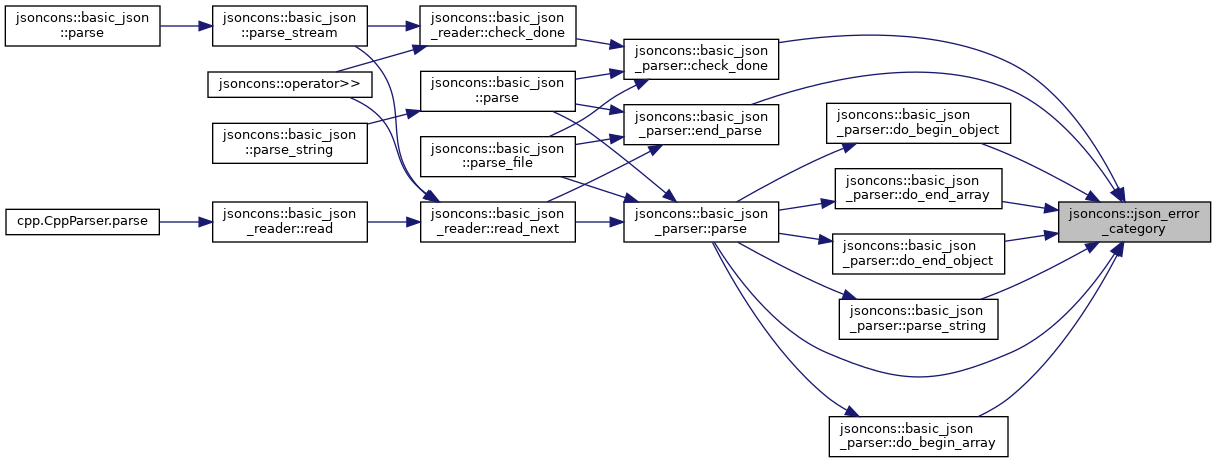 jsoncons::basic_json
::parse
jsoncons::basic_json
::parse_stream
jsoncons::basic_json
_reader::check_done
jsoncons::operator>>
jsoncons::basic_json
::parse
jsoncons::basic_json
::parse_string
jsoncons::basic_json
::parse_file
cpp.CppParser.parse
jsoncons::basic_json
_reader::read
jsoncons::basic_json
_reader::read_next
jsoncons::basic_json
_parser::check_done
jsoncons::basic_json
_parser::end_parse
jsoncons::basic_json
_parser::parse
jsoncons::basic_json
_parser::do_begin_object
jsoncons::basic_json
_parser::do_end_array
jsoncons::basic_json
_parser::do_end_object
jsoncons::basic_json
_parser::parse_string
jsoncons::basic_json
_parser::do_begin_array
jsoncons::json_error
_category